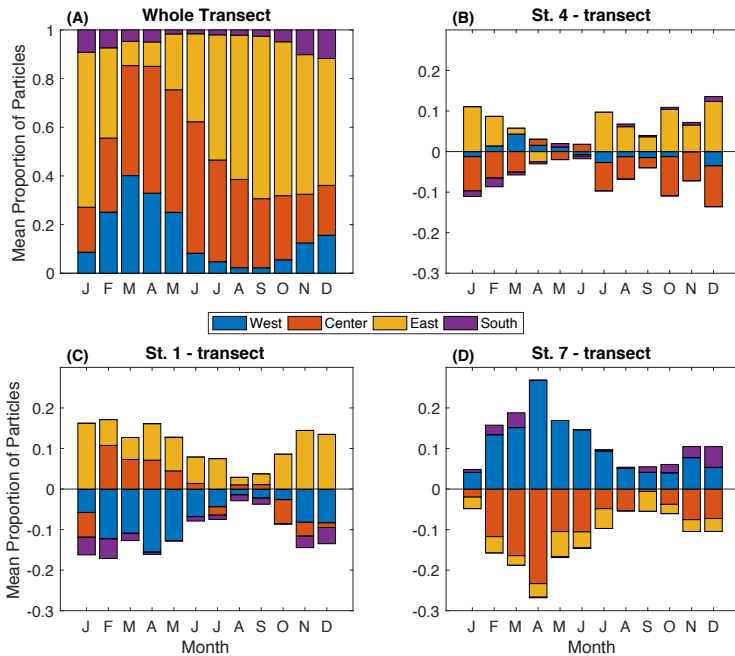 (A) Whole Transect
Mean Proportion of Particles
1
0.8
0.6
0.4
0.2
0
J F M A M J J A S O N D
(B) St. 4 - transect
0.2
0.1
0
-0.1
-0.2
-0.3
J F M A M J J A S O N D
West Center East South
(C) St. 1 - transect
Mean Proportion of Particles
0.2
0.1
0
-0.1
-0.2
-0.3
J F M A M J J A S O N D
Month
(D) St. 7 - transect
0.2
0.1
0
-0.1
-0.2
-0.3
J F M A M J J A S O N D
Month